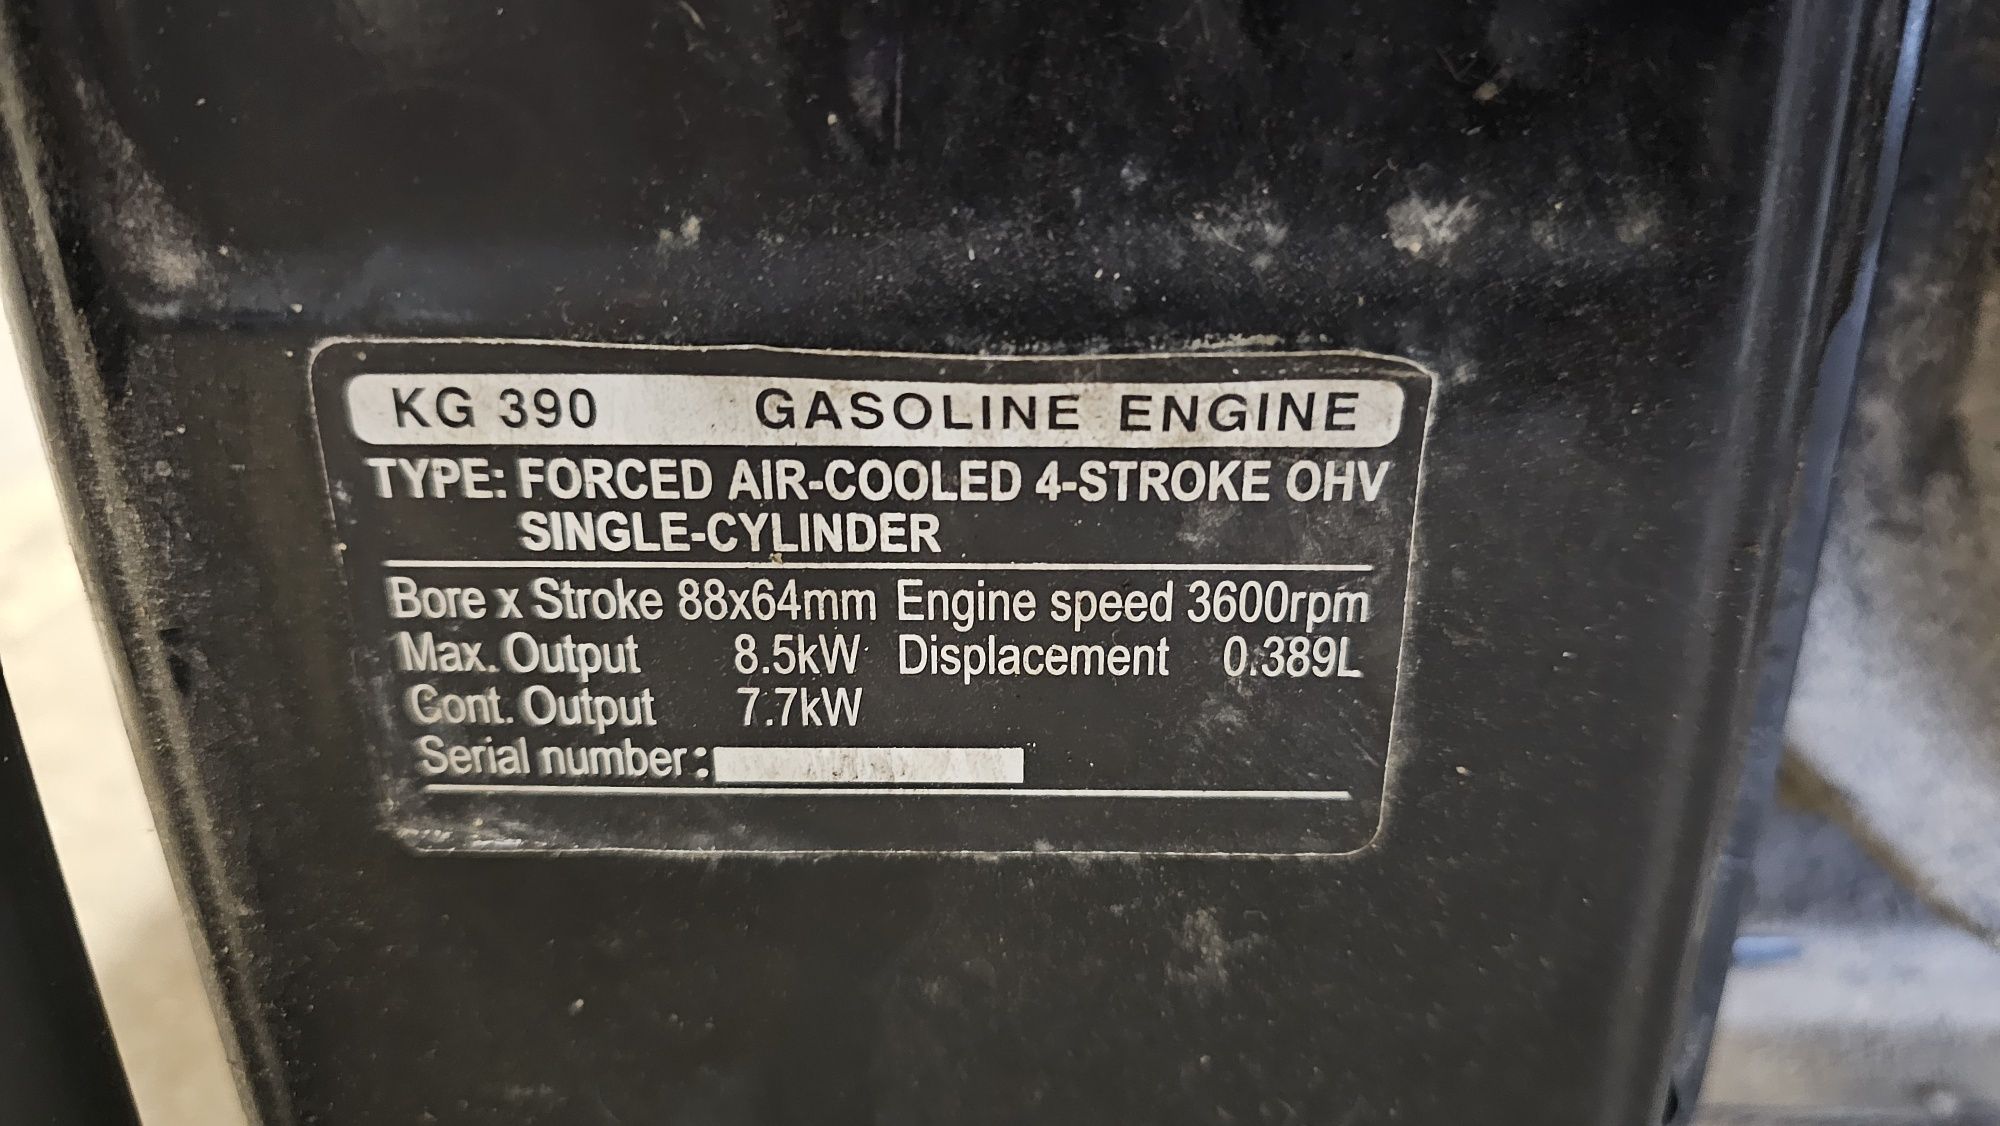 KG 390 GASOLINE ENGINE
TYPE: FORCED AIR-COOLED 4-STROKE OHV
SINGLE-CYLINDER
Bore x Stroke 88x64mm Engine speed 3600rpm
Max. Output 8.5kW Displacement 0.389L
Cont. Output 7.7kW
Serial number: